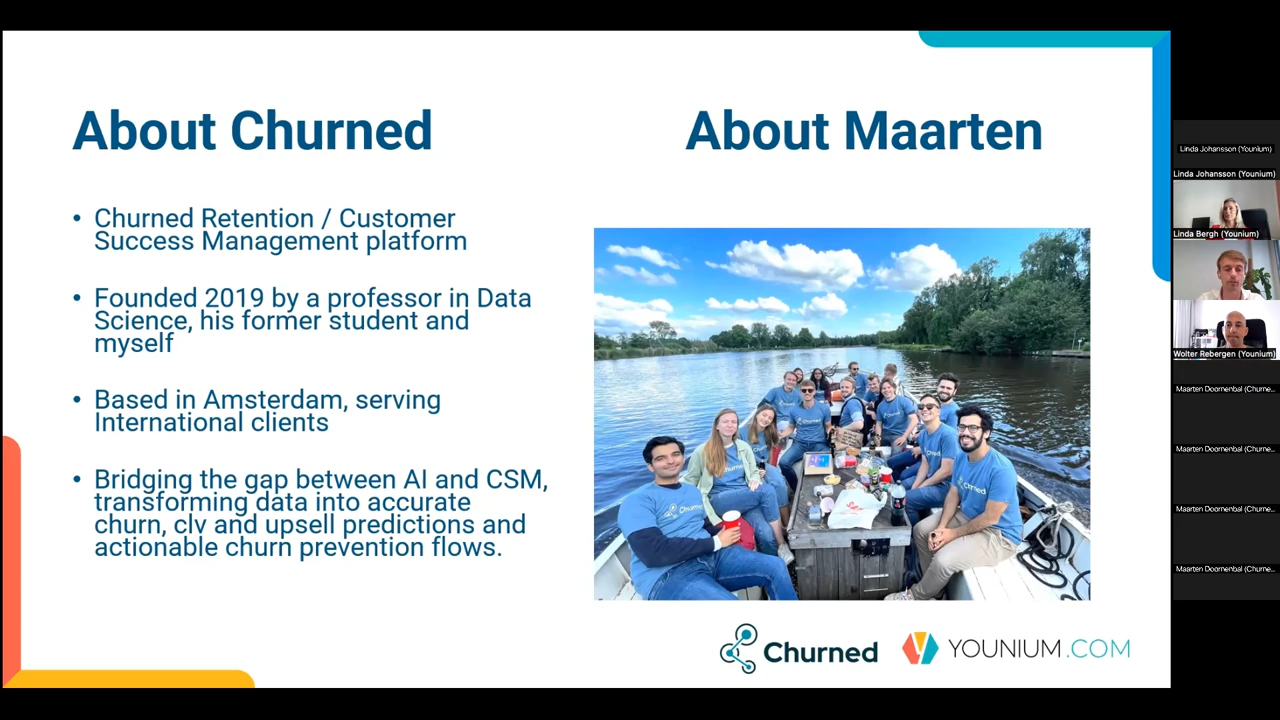 About Churned
• Churned Retention / Customer
Success Management platform
• Founded 2019 by a professor in Data
Science, his former student and
myself
• Based in Amsterdam, serving
International clients
• Bridging the gap between AI and CSM,
transforming data into accurate
churn, clv and upsell predictions and
actionable churn prevention flows.
About Maarten
Churned
YOUNIUM.COM
Linda Johansson (Younium)
Linda Johansson (Younium)
Linda Bergh (Younium)
Wolter Rebergen (Younium)
Maarten Doornenbal (Churne...
Maarten Doornenbal (Churne...
Maarten Doornenbal (Churne...
Maarten Doornenbal (Churne...